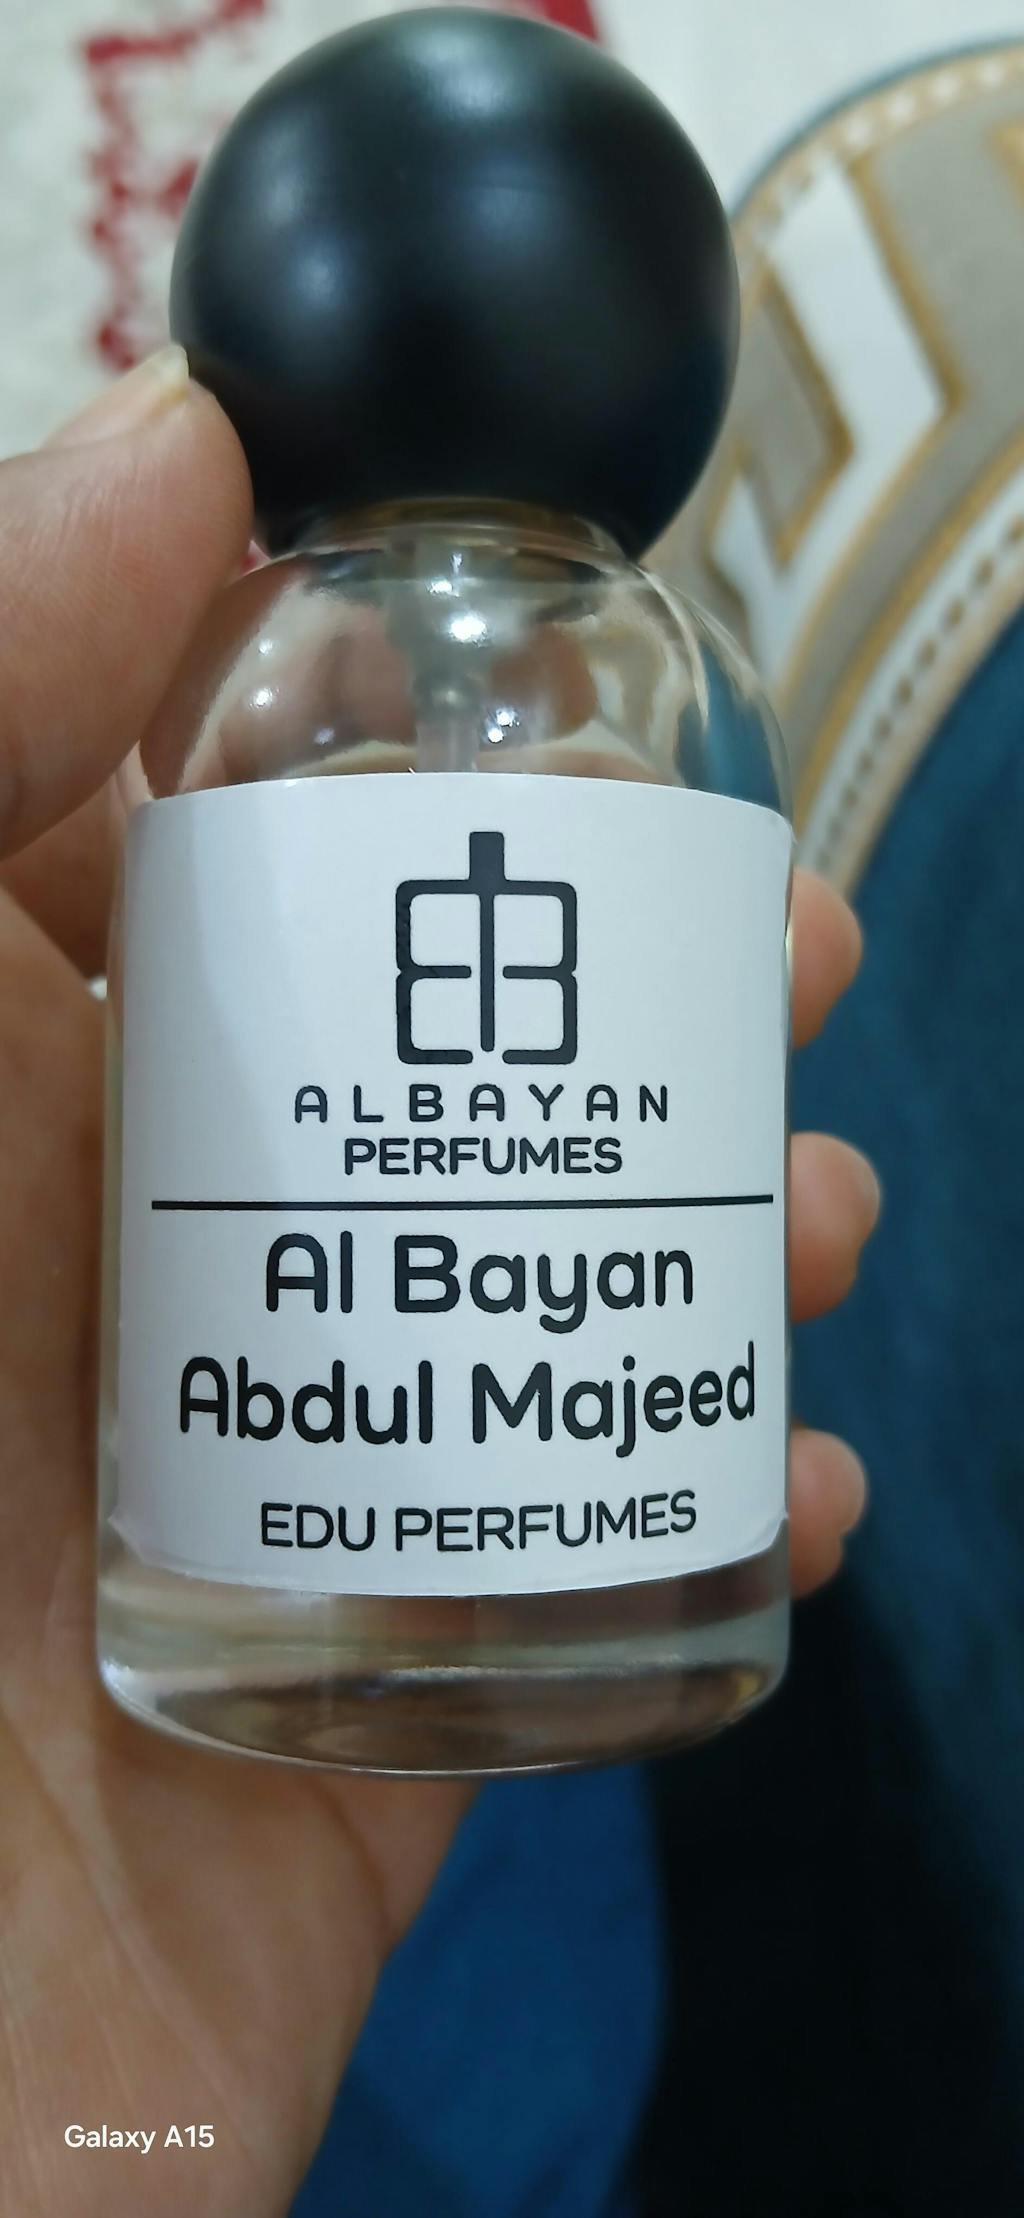 ALBAYAN
PERFUMES
Al Bayan
Abdul Majeed
EDU PERFUMES
Galaxy A15